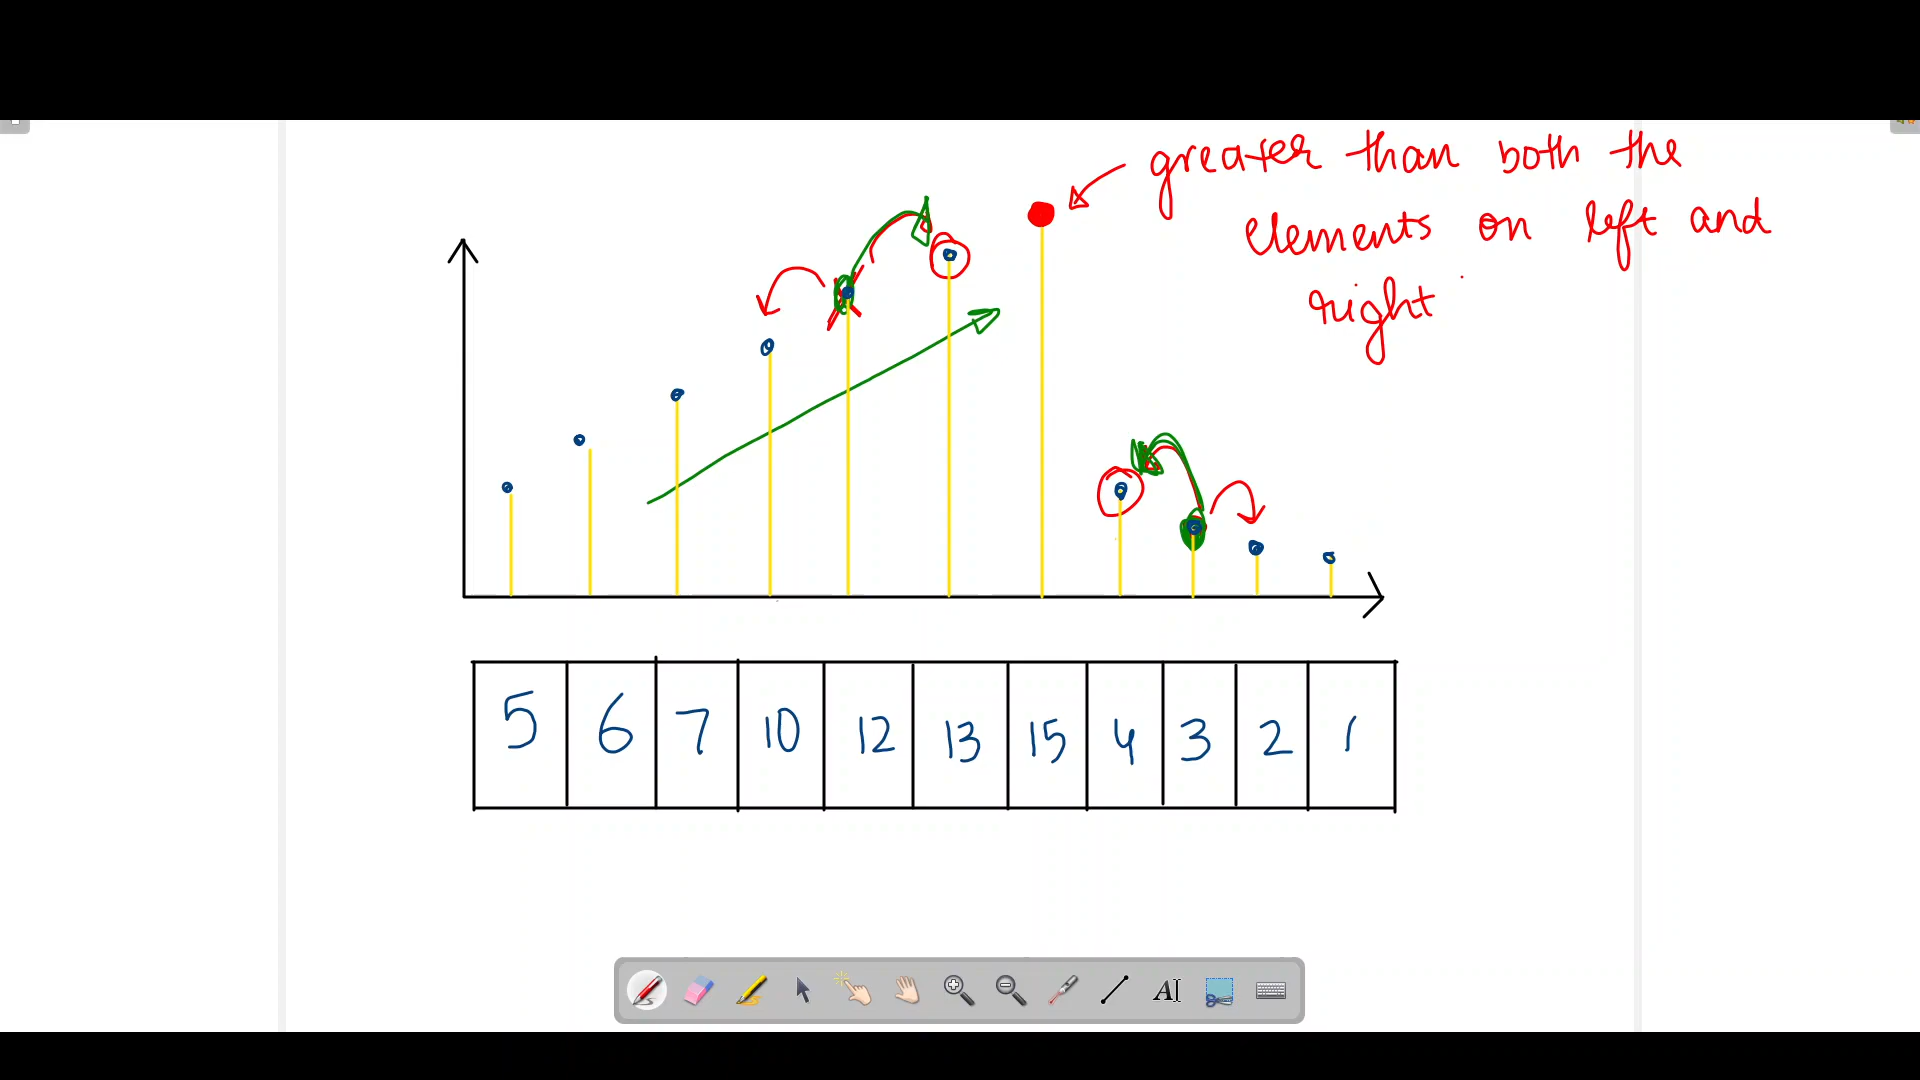 greater than both the
elements on left and
right
5 6 7 10 12 13 15 4 3 2 1